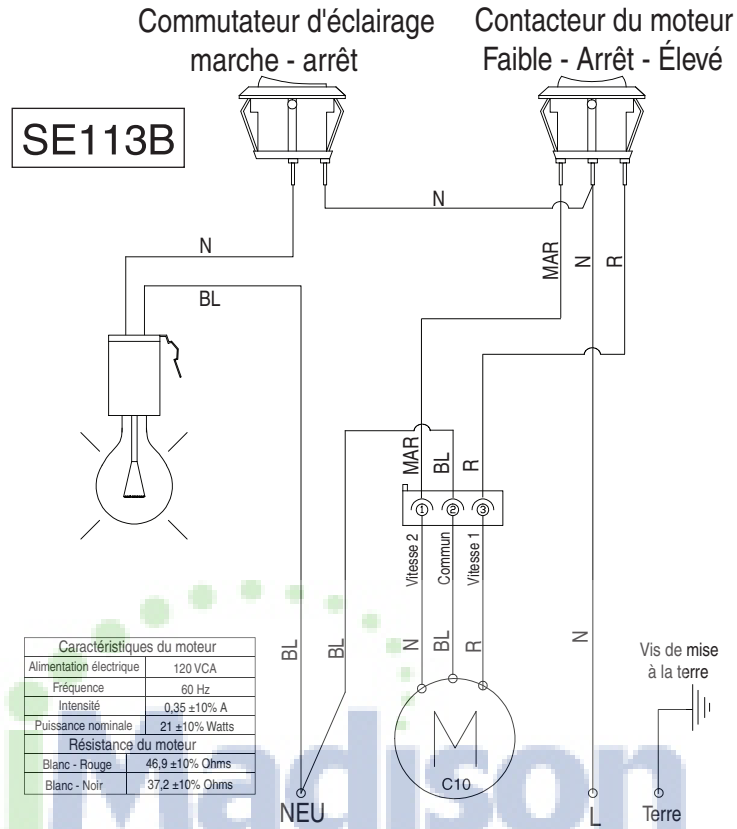 Commutateur d'éclairage
marche - arrêt
Contacteur du moteur
Faible - Arrêt - Élevé
SE113B
N
N
BL
MAR
N
R
MAR
BL
R
1
2
3
Vitesse 2
Commun
Vitesse 1
BL
BL
N
BL
R
N
Vis de mise
à la terre
Caractéristiques du moteur
Alimentation électrique 120 VCA
Fréquence 60 Hz
Intensité 0,35 ±10% A
Puissance nominale 21 ±10% Watts
Résistance du moteur
Blanc - Rouge 46,9 ±10% Ohms
Blanc - Noir 37,2 ±10% Ohms
M
C10
NEU
L
Terre
iMadison